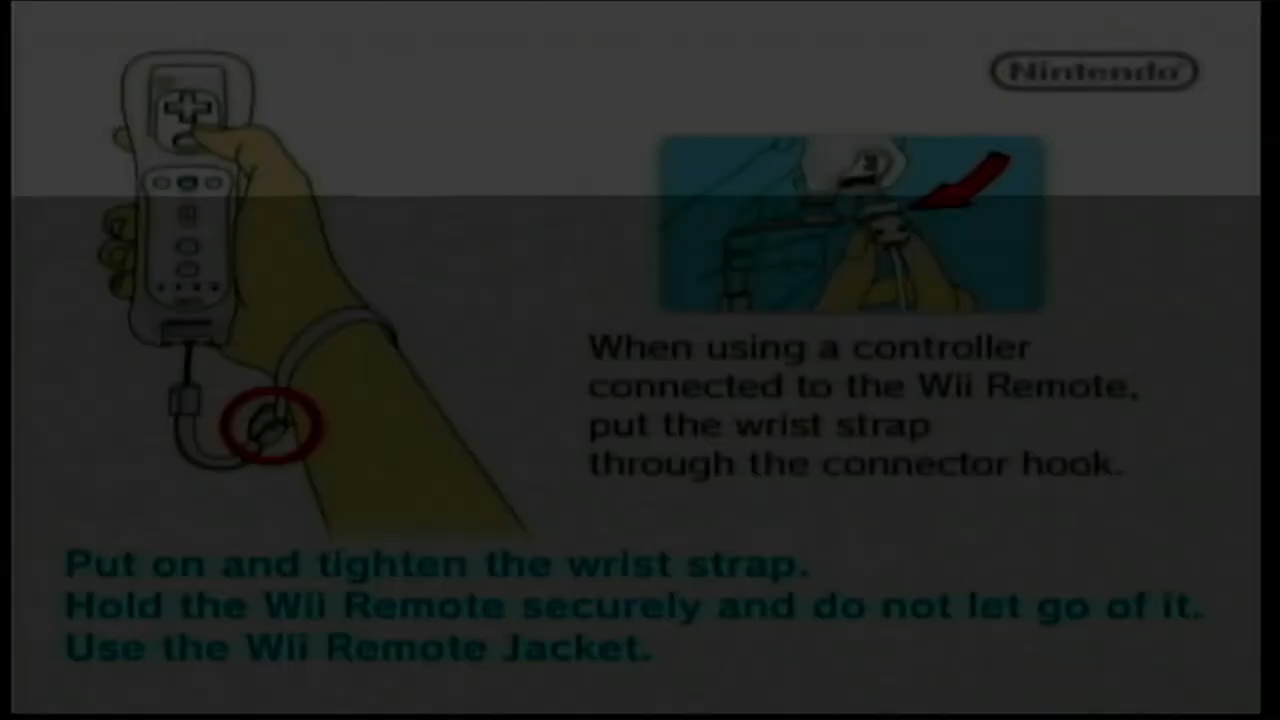 Nintendo
When using a controller
connected to the Wii Remote,
put the wrist strap
through the connector hook.
Put on and tighten the wrist strap.
Hold the Wii Remote securely and do not let go of it.
Use the Wii Remote Jacket.